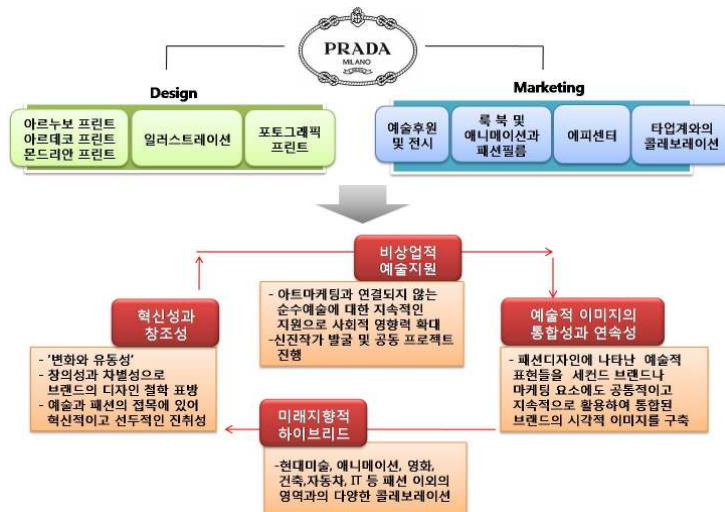 PRADA
MILANO
Design
Marketing
아르누보 프린트
아르데코 프린트
몬드리안 프린트
일러스트레이션
포토그래픽
프린트
예술후원
및 전시
룩 북 및
애니메이션과
패션필름
에피센터
타업계와의
콜레보레이션
비상업적
예술지원
- 아트마케팅과 연결되지 않는
순수예술에 대한 지속적인
지원으로 사회적 영향력 확대
-신진작가 발굴 및 공동 프로젝트
진행
혁신성과
창조성
- '변화와 유동성'
- 창의성과 차별성으로
브랜드의 디자인 철학 표방
- 예술과 패션의 접목에 있어
혁신적이고 선두적인 진취성
예술적 이미지의
통합성과 연속성
- 패션디자인에 나타난 예술적
표현들을 세컨드 브랜드나
마케팅 요소에도 공통적이고
지속적으로 활용하여 통합된
브랜드의 시각적 이미지를 구축
미래지향적
하이브리드
-현대미술, 애니메이션, 영화,
건축,자동차, IT 등 패션 이외의
영역과의 다양한 콜레보레이션